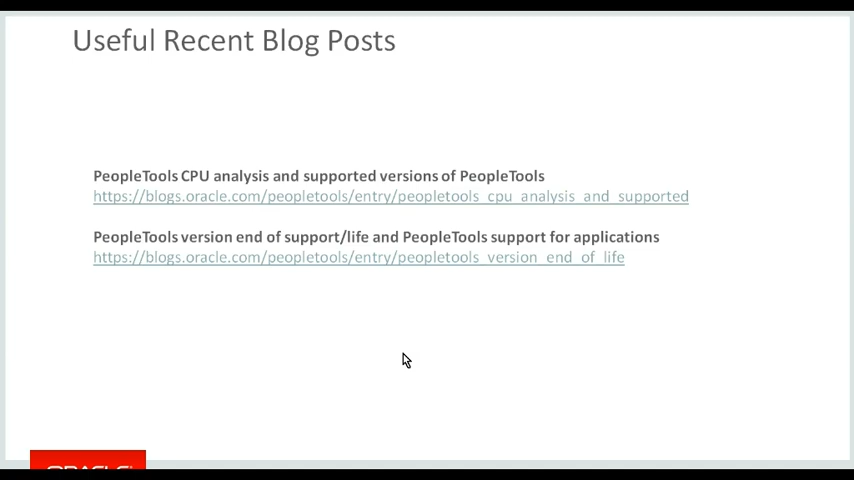 Useful Recent Blog Posts
PeopleTools CPU analysis and supported versions of PeopleTools
https://blogs.oracle.com/peopletools/entry/peopletools_cpu_analysis_and_supported
PeopleTools version end of support/life and PeopleTools support for applications
https://blogs.oracle.com/peopletools/entry/peopletools_version_end_of_life
ORACLE